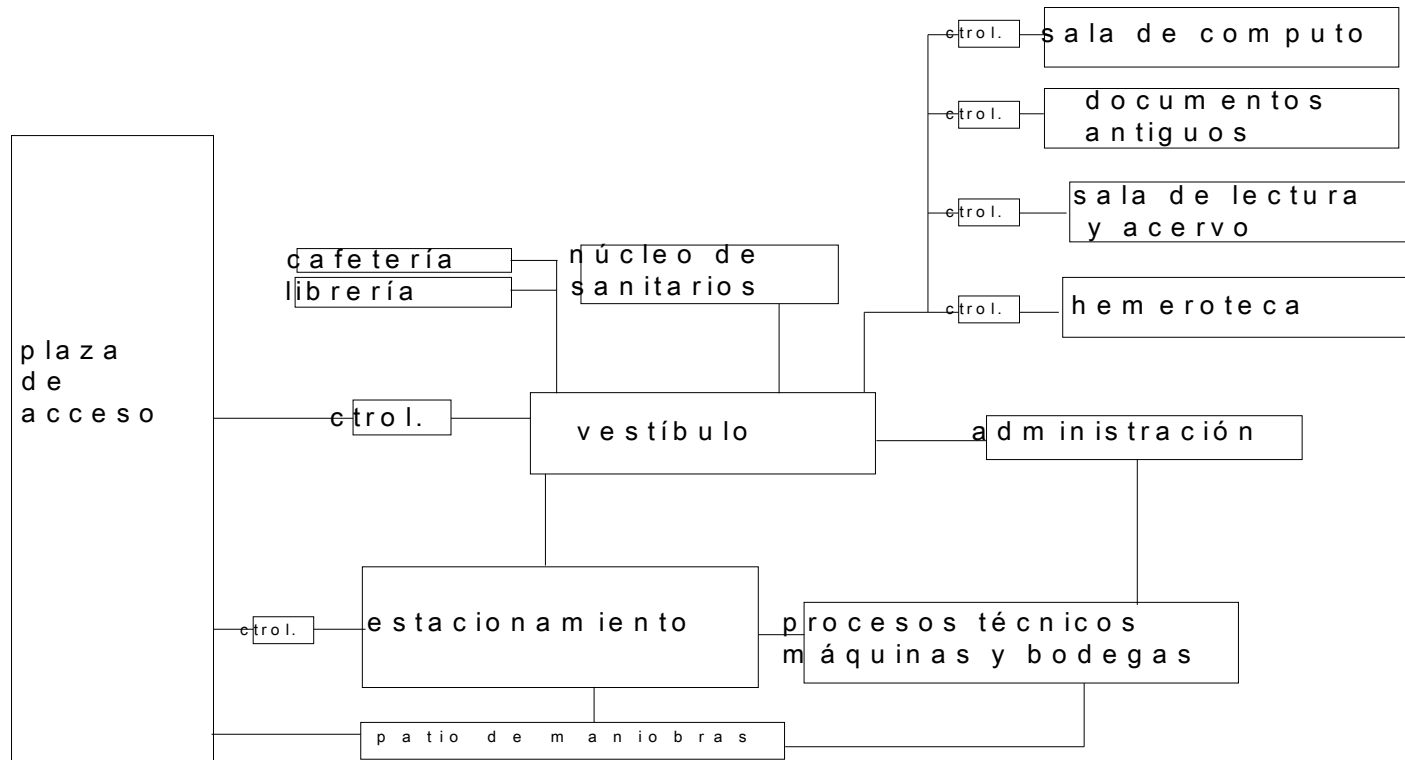 ctrol.
sala de computo
ctrol.
documentos
antiguos
ctrol.
sala de lectura
y acervo
cafetería
librería
núcleo de
sanitarios
ctrol.
hemeroteca
plaza
de
acceso
ctrol.
vestíbulo
administración
ctrol.
estacionamiento
procesos técnicos
máquinas y bodegas
patio de maniobras